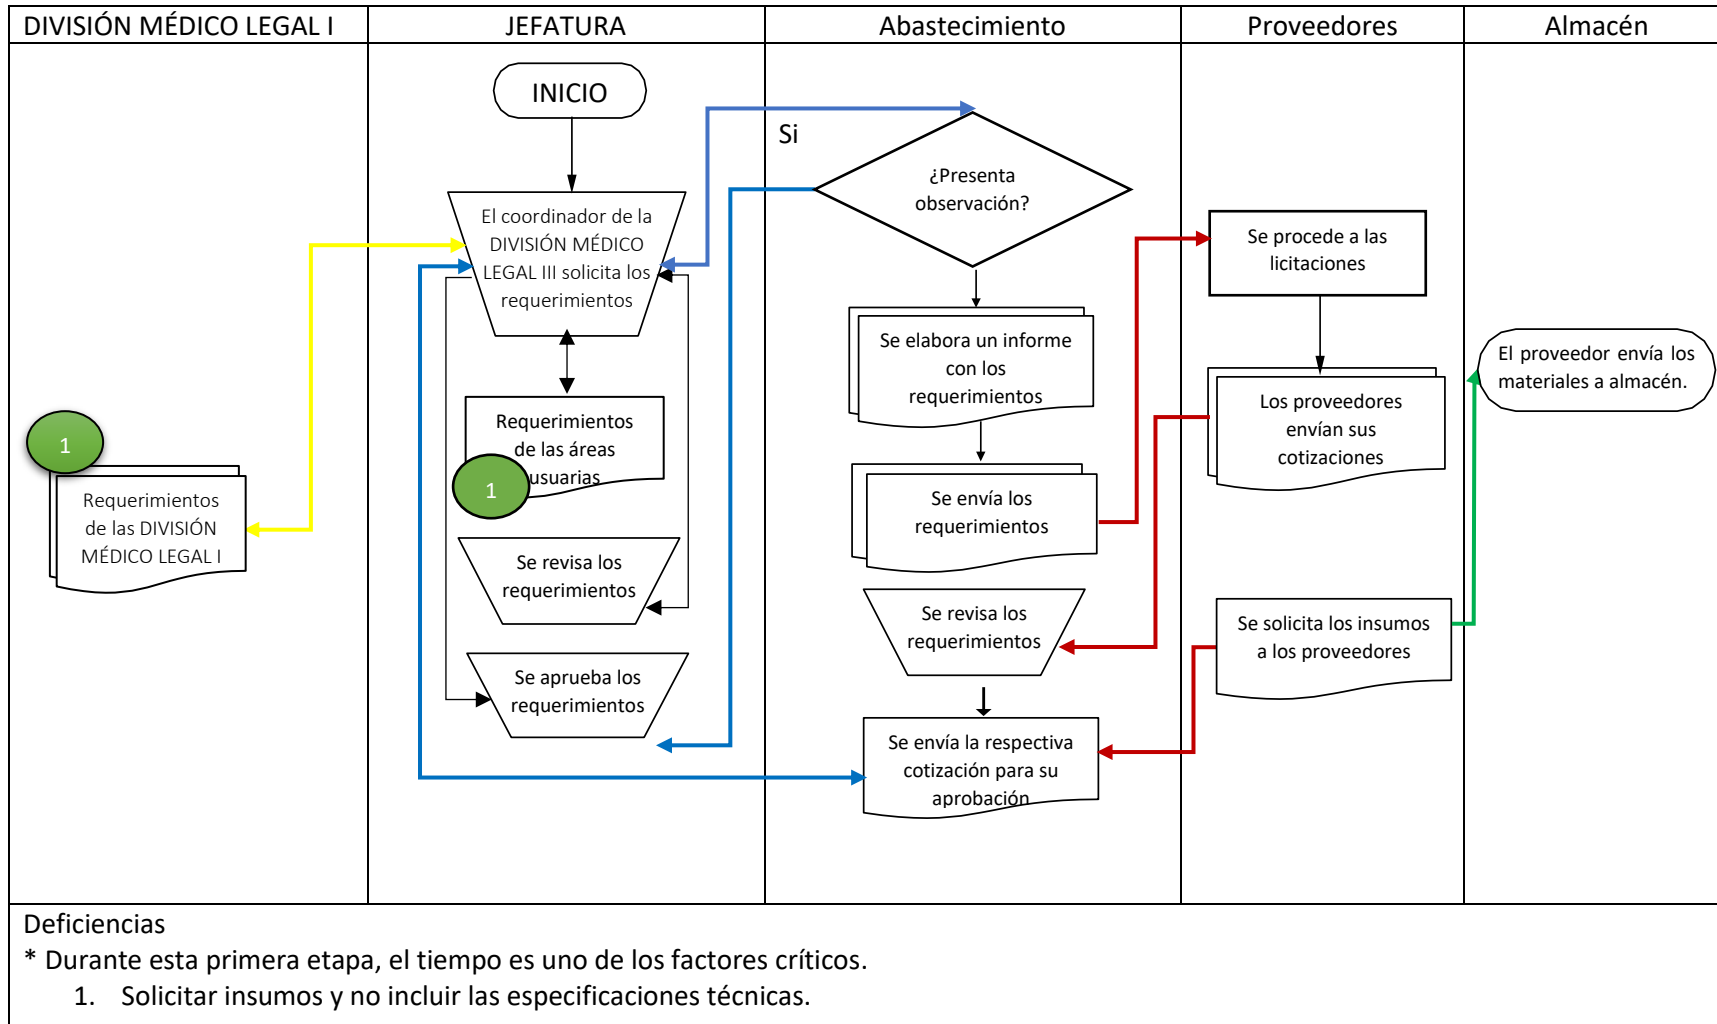 DIVISIÓN MÉDICO LEGAL I
JEFATURA
Abastecimiento
Proveedores
Almacén
1
Requerimientos
de las DIVISIÓN
MÉDICO LEGAL I
INICIO
El coordinador de la
DIVISIÓN MÉDICO
LEGAL III solicita los
requerimientos
Requerimientos
de las áreas
usuarias
1
Se revisa los
requerimientos
Se aprueba los
requerimientos
Si
¿Presenta
observación?
Se elabora un informe
con los
requerimientos
Se envía los
requerimientos
Se revisa los
requerimientos
Se envía la respectiva
cotización para su
aprobación
Se procede a las
licitaciones
Los proveedores
envían sus
cotizaciones
Se solicita los insumos
a los proveedores
El proveedor envía los
materiales a almacén.
Deficiencias
* Durante esta primera etapa, el tiempo es uno de los factores críticos.
1. Solicitar insumos y no incluir las especificaciones técnicas.